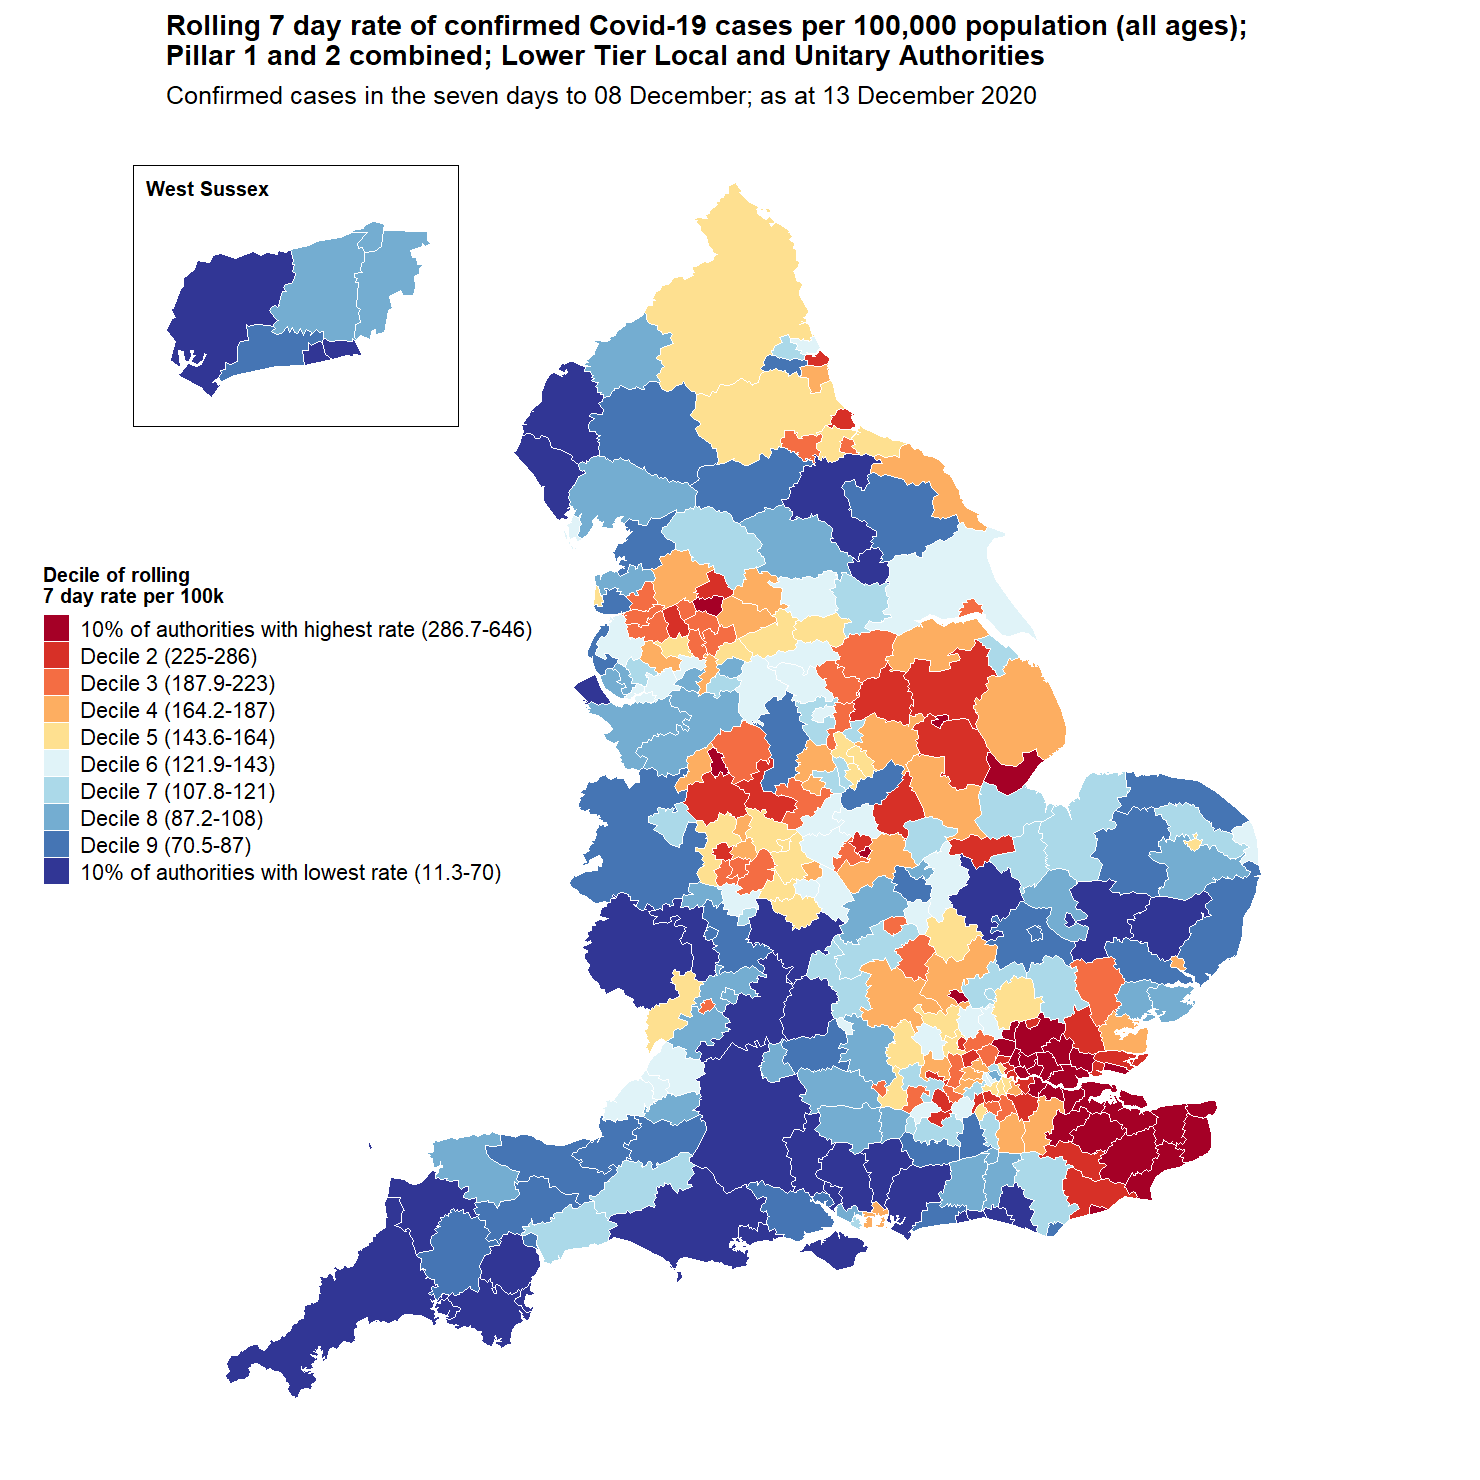 Rolling 7 day rate of confirmed Covid-19 cases per 100,000 population (all ages);
Pillar 1 and 2 combined; Lower Tier Local and Unitary Authorities
Confirmed cases in the seven days to 08 December; as at 13 December 2020
West Sussex
Decile of rolling
7 day rate per 100k
10% of authorities with highest rate (286.7-646)
Decile 2 (225-286)
Decile 3 (187.9-223)
Decile 4 (164.2-187)
Decile 5 (143.6-164)
Decile 6 (121.9-143)
Decile 7 (107.8-121)
Decile 8 (87.2-108)
Decile 9 (70.5-87)
10% of authorities with lowest rate (11.3-70)